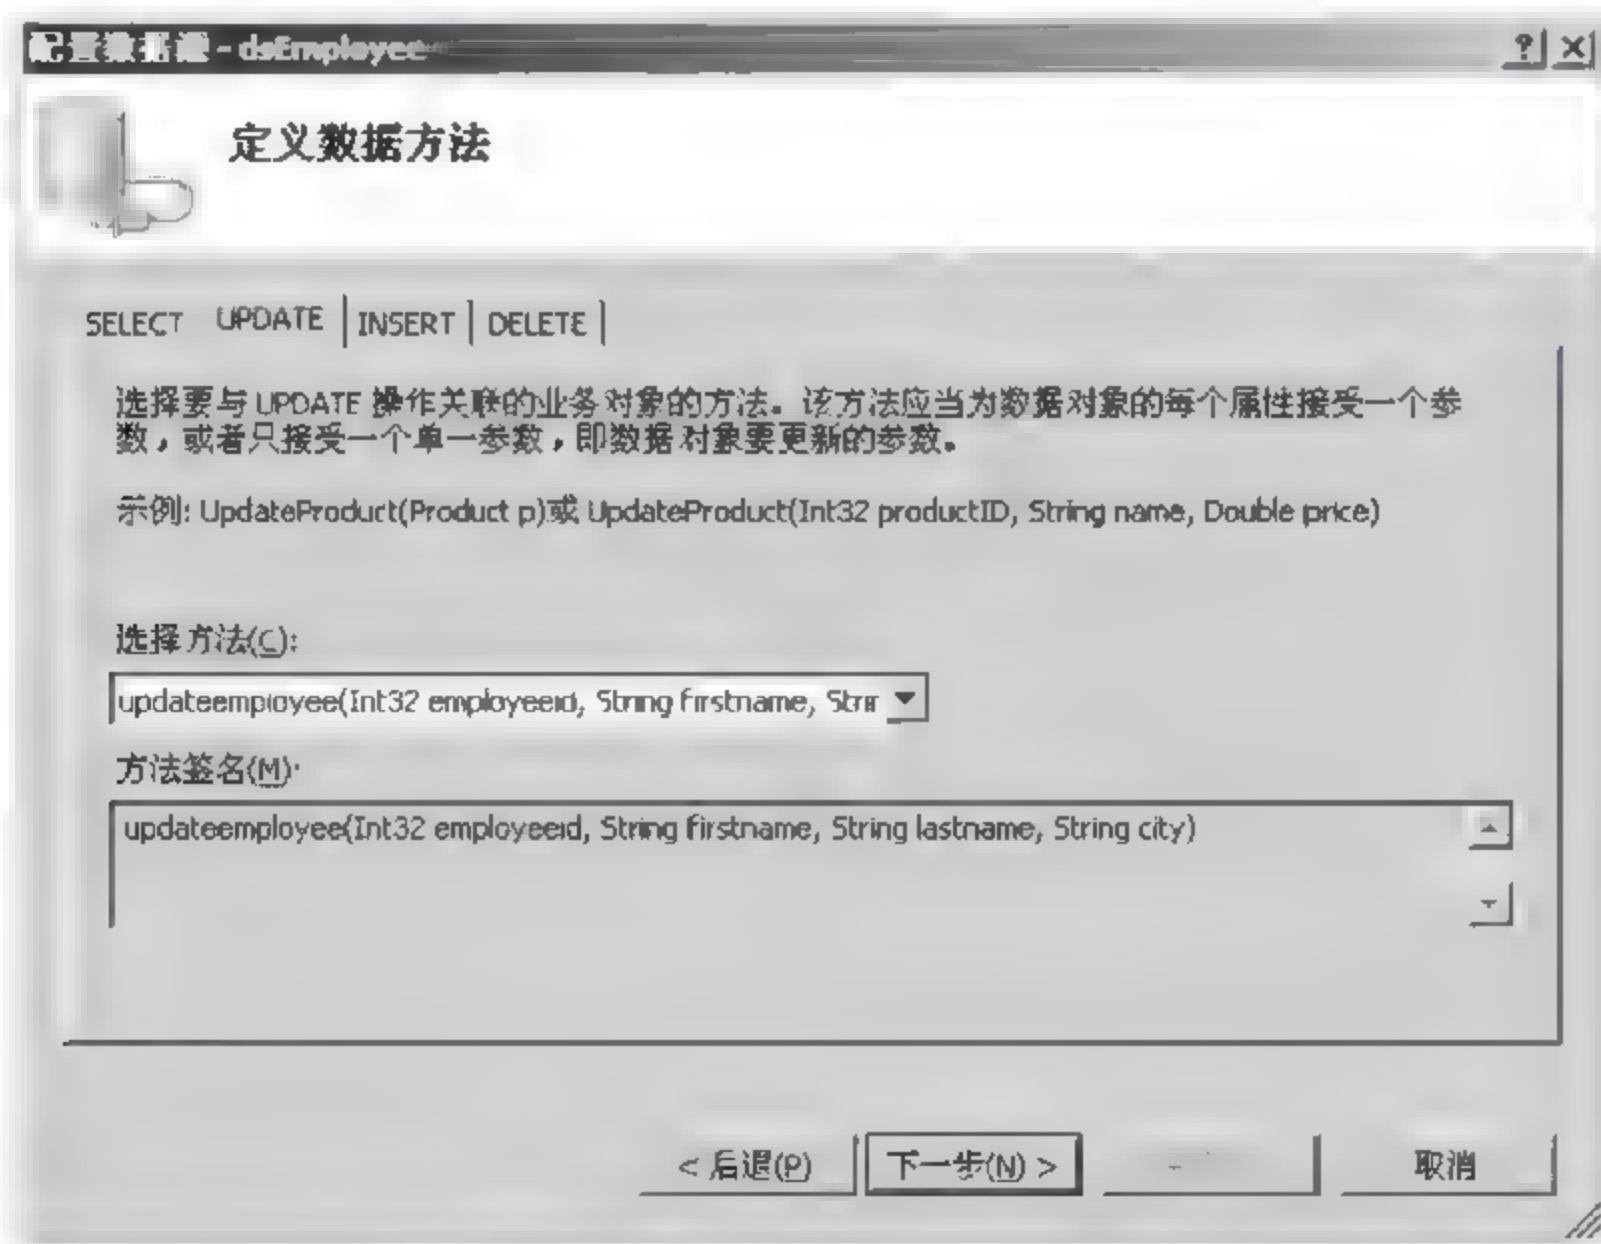 配置数据源 - dsEmployee
? ×
定义数据方法
SELECT UPDATE INSERT DELETE
选择要与 UPDATE 操作关联的业务对象的方法。该方法应当为数据对象的每个属性接受一个参
数，或者只接受一个单一参数，即数据对象要更新的参数。
示例: UpdateProduct(Product p)或 UpdateProduct(Int32 productID, String name, Double price)
选择方法(C):
updateemployee(Int32 employeeid, String firstname, Strir
方法签名(M):
updateemployee(Int32 employeeid, String firstname, String lastname, String city)
< 后退(P) 下一步(N) > 取消